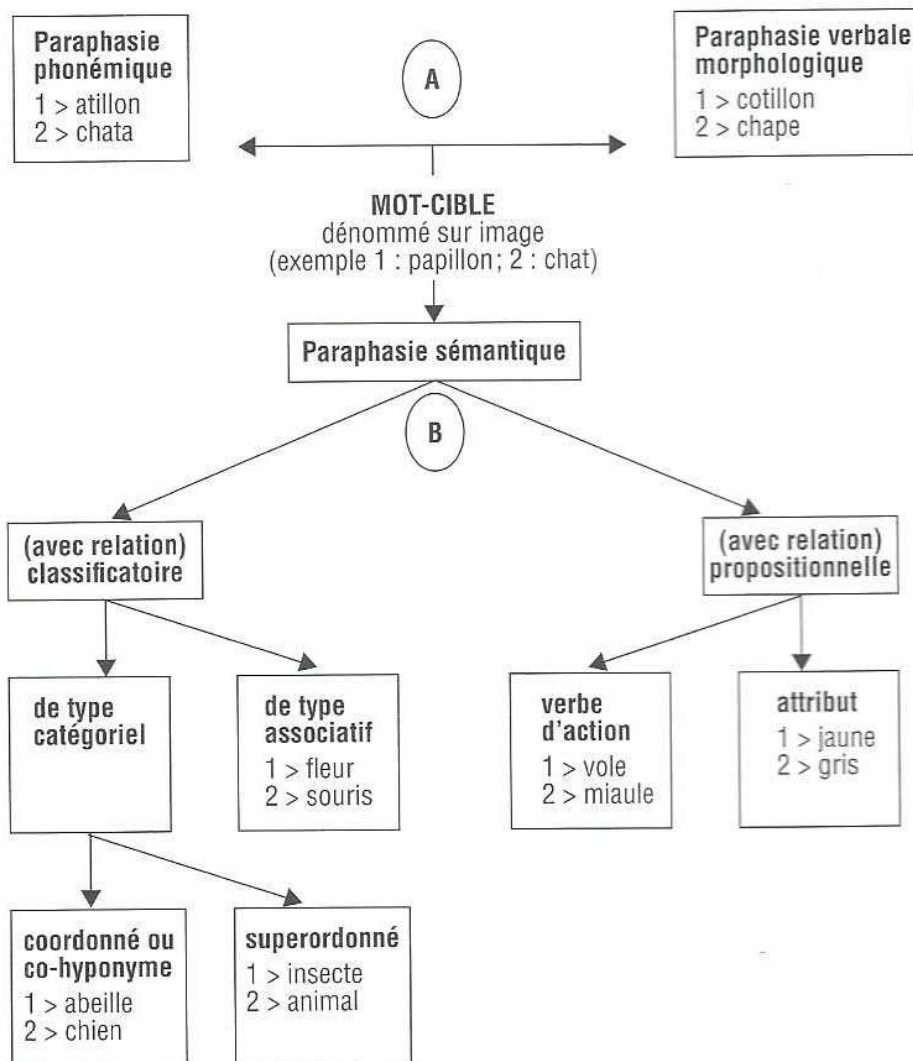 Paraphasie
phonémique
1 > atillon
2 > chata
A
Paraphasie verbale
morphologique
1 > cotillon
2 > chape
MOT-CIBLE
dénommé sur image
(exemple 1 : papillon; 2 : chat)
Paraphasie sémantique
B
(avec relation)
classificatoire
(avec relation)
propositionnelle
de type
catégoriel
de type
associatif
1 > fleur
2 > souris
verbe
d'action
1 > vole
2 > miaule
attribut
1 > jaune
2 > gris
coordonné ou
co-hyponyme
1 > abeille
2 > chien
superordonné
1 > insecte
2 > animal